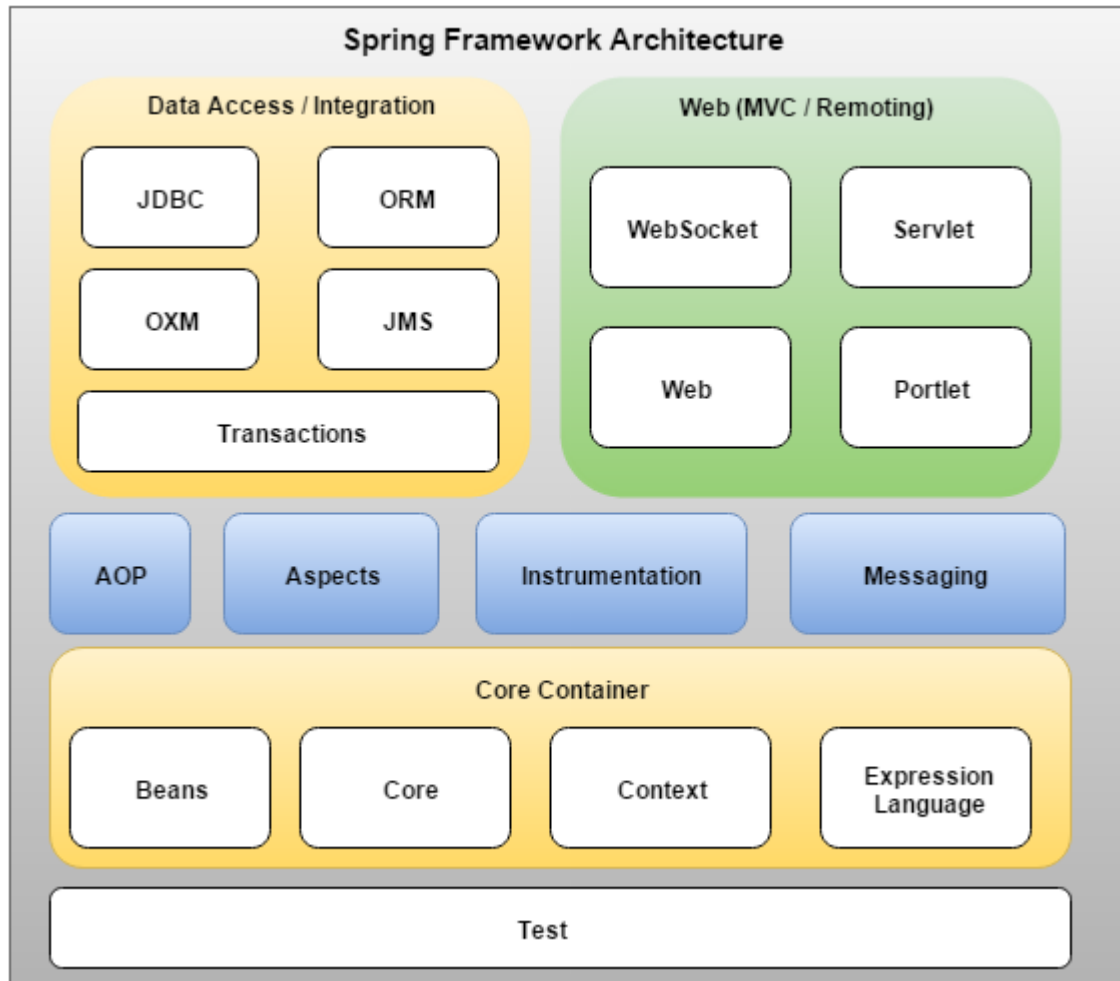 Spring Framework Architecture
Data Access / Integration
JDBC
ORM
OXM
JMS
Transactions
Web (MVC / Remoting)
WebSocket
Servlet
Web
Portlet
AOP
Aspects
Instrumentation
Messaging
Core Container
Beans
Core
Context
Expression
Language
Test